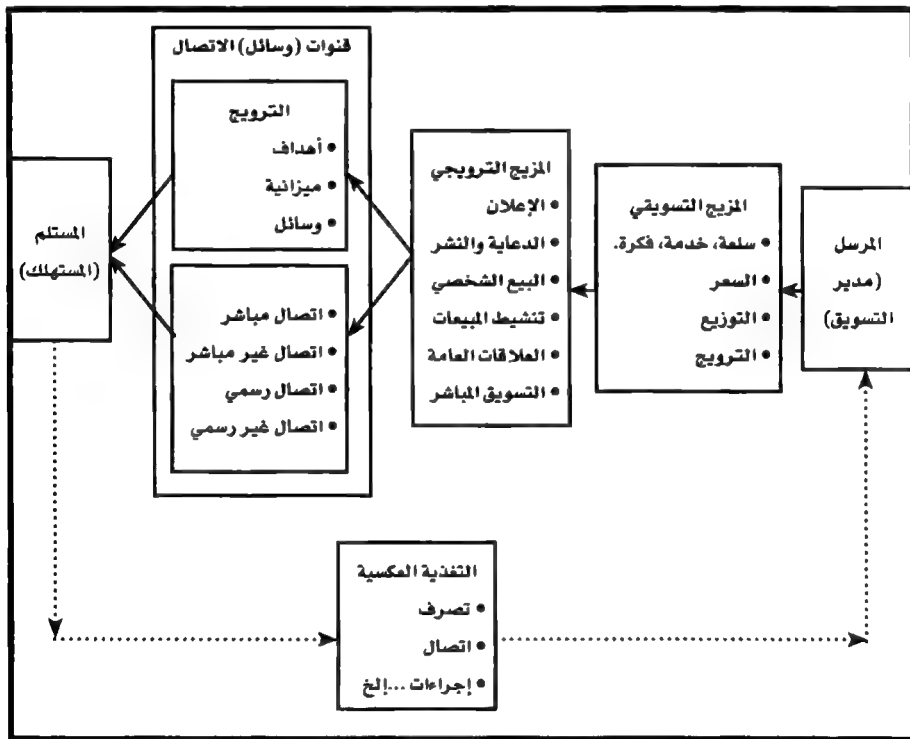 المرسل
(مدير
التسويق)
المزيج التسويقي
• سلعة، خدمة، فكرة.
• السعر
• التوزيع
• الترويج
المزيج الترويجي
• الإعلان
• الدعاية والنشر
• البيع الشخصي
• تنشيط المبيعات
• العلاقات العامة
• التسويق المباشر
قنوات (وسائل) الاتصال
الترويج
• أهداف
• ميزانية
• وسائل
• اتصال مباشر
• اتصال غير مباشر
• اتصال رسمي
• اتصال غير رسمي
المستلم
(المستهلك)
التغذية العكسية
• تصرف
• اتصال
• إجراءات ...إلخ